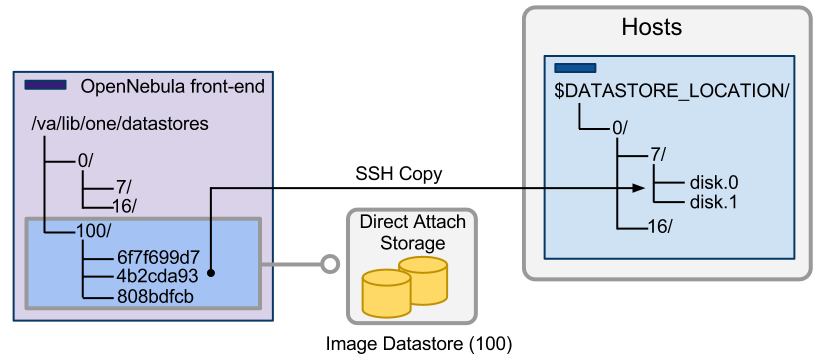 Hosts
OpenNebula front-end
/va/lib/one/datastores
0/
7/
16/
100/
6f7f699d7
4b2cda93
808bdfcb
SSH Copy
Direct Attach
Storage
Image Datastore (100)
$DATASTORE_LOCATION/
0/
7/
disk.0
disk.1
16/